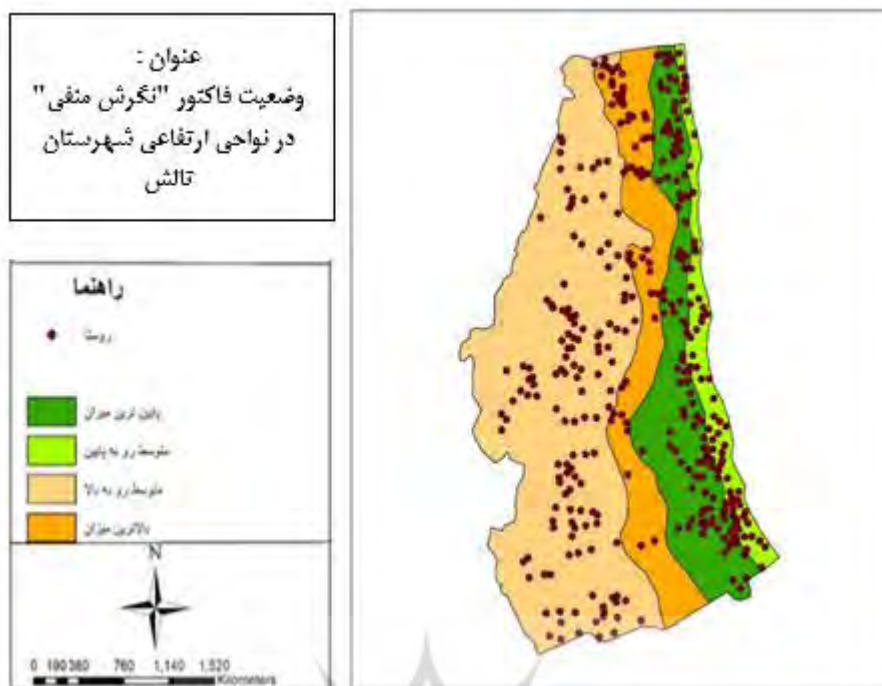 عنوان :
وضعیت فاکتور "نگرش منفی"
در نواحی ارتفاعی شهرستان
تالش
راهنما
روستا
پایین ترین میزان
متوسط رو به پایین
متوسط رو به بالا
بالاترین میزان
N
0 190 380 760 1,140 1,520
Kilometers